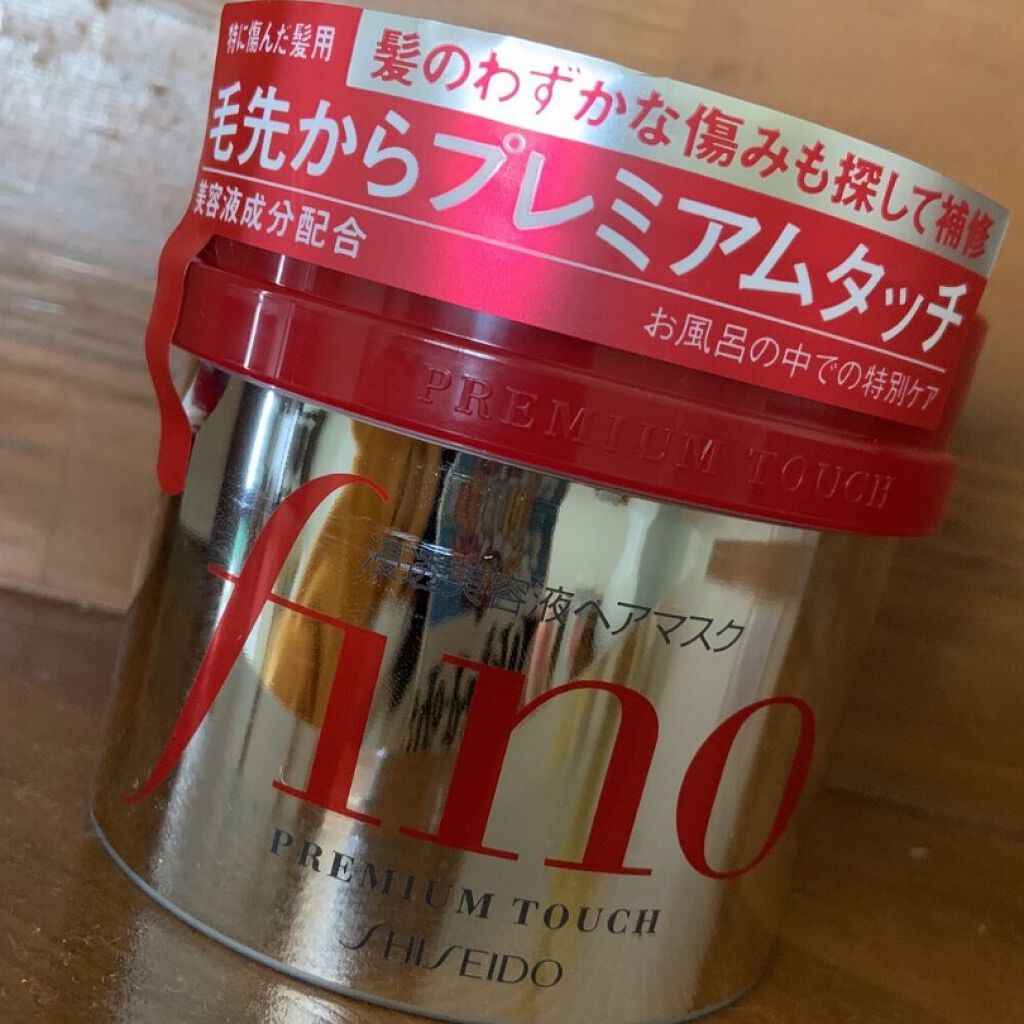 特に傷んだ髪用
髪のわずかな傷みも探して補修
毛先からプレミアムタッチ
美容液成分配合
お風呂の中での特別ケア
PREMIUM TOUCH
浸透美容液ヘアマスク
fino
PREMIUM TOUCH
SHISEIDO